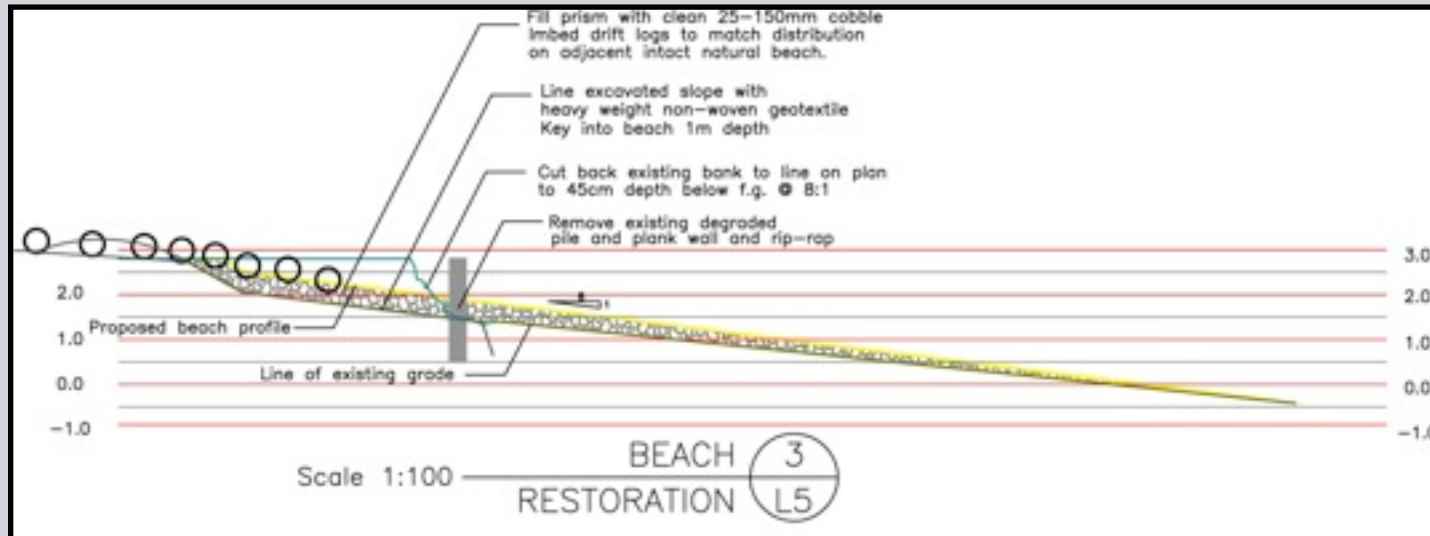 Fill prism with clean 25-150mm cobble
Imbed drift logs to match distribution
on adjacent intact natural beach.
Line excavated slope with
heavy weight non-woven geotextile
Key into beach 1m depth
Cut back existing bank to line on plan
to 45cm depth below f.g. @ 8:1
Remove existing degraded
pile and plank wall and rip-rap
3.0
2.0
2.0
8
1
Proposed beach profile
1.0
1.0
Line of existing grade
0.0
0.0
-1.0
-1.0
Scale 1:100
BEACH
RESTORATION
3
L5